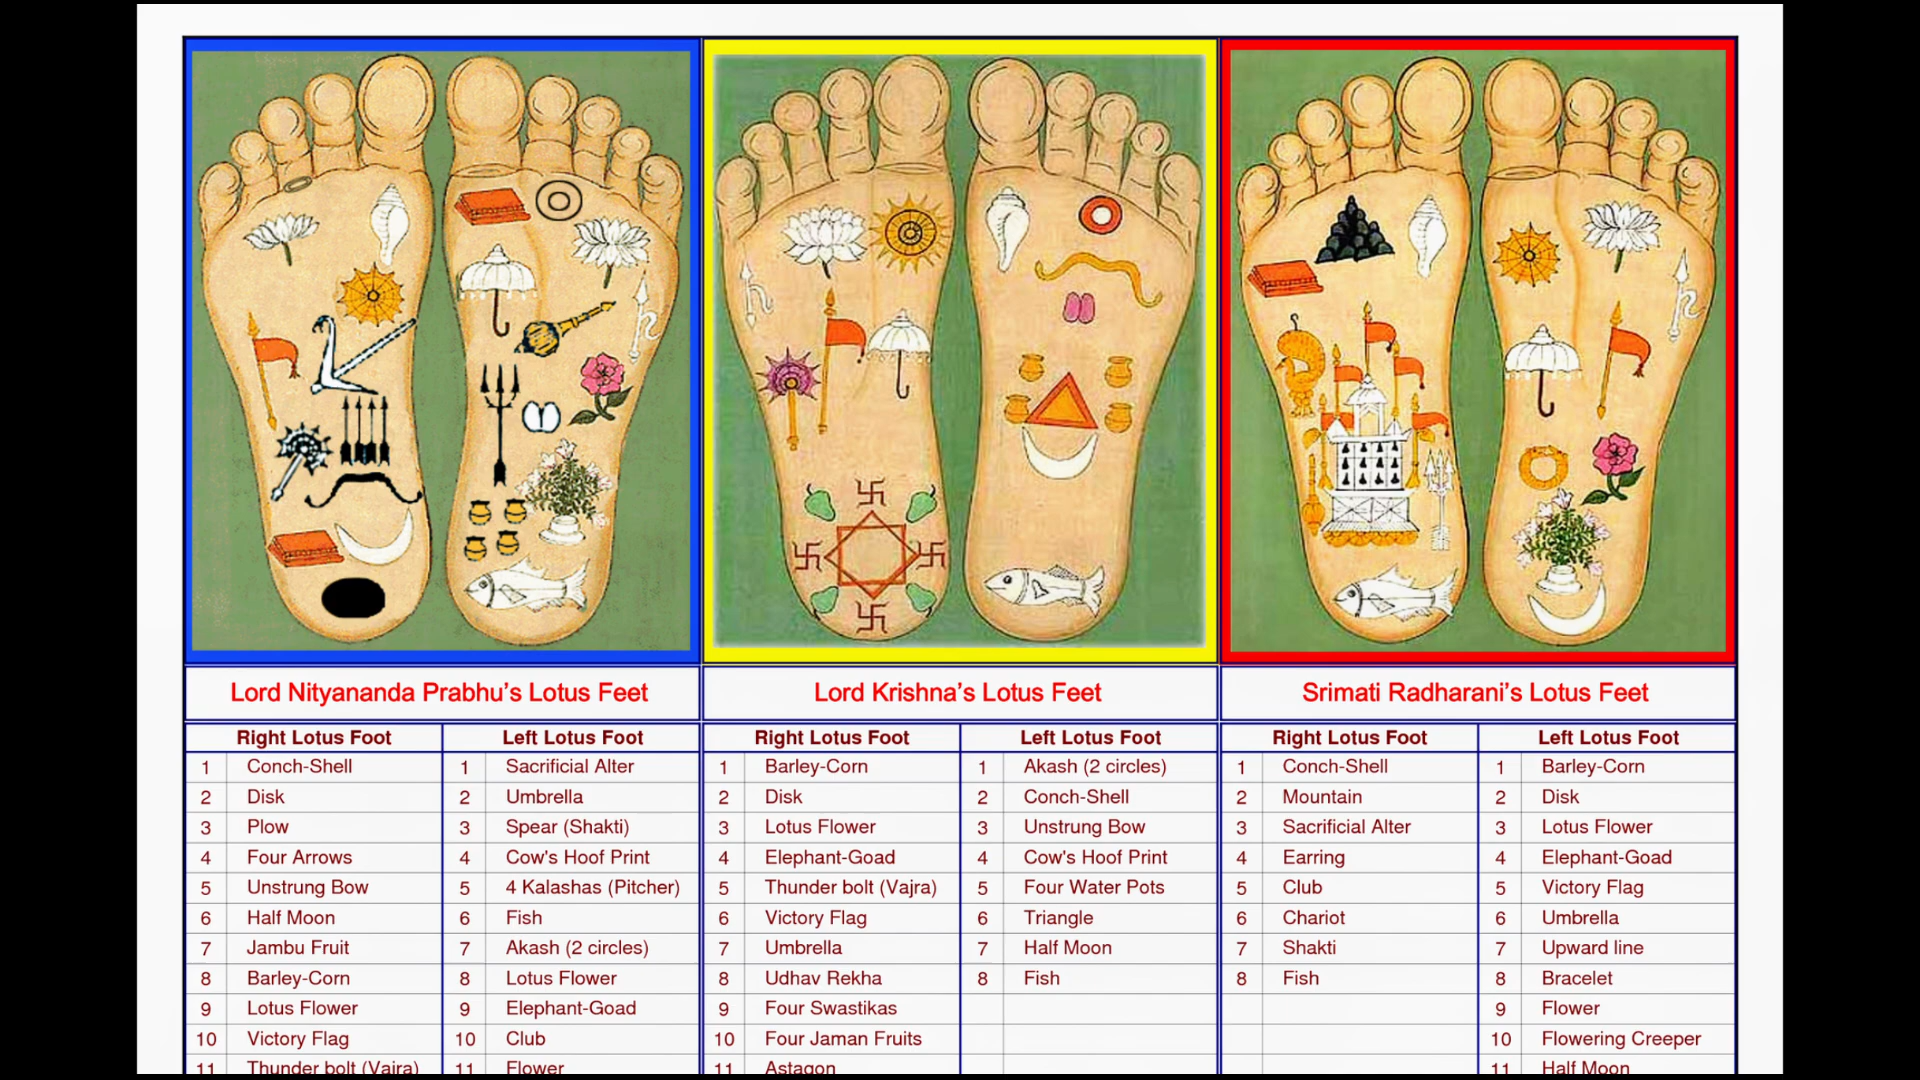 Lord Nityananda Prabhu's Lotus Feet
Right Lotus Foot
1 Conch-Shell
2 Disk
3 Plow
4 Four Arrows
5 Unstrung Bow
6 Half Moon
7 Jambu Fruit
8 Barley-Corn
9 Lotus Flower
10 Victory Flag
11 Thunder bolt (Vajra)
Left Lotus Foot
1 Sacrificial Alter
2 Umbrella
3 Spear (Shakti)
4 Cow's Hoof Print
5 4 Kalashas (Pitcher)
6 Fish
7 Akash (2 circles)
8 Lotus Flower
9 Elephant-Goad
10 Club
11 Flower
Lord Krishna's Lotus Feet
Right Lotus Foot
1 Barley-Corn
2 Disk
3 Lotus Flower
4 Elephant-Goad
5 Thunder bolt (Vajra)
6 Victory Flag
7 Umbrella
8 Udhav Rekha
9 Four Swastikas
10 Four Jaman Fruits
11 Astagon
Left Lotus Foot
1 Akash (2 circles)
2 Conch-Shell
3 Unstrung Bow
4 Cow's Hoof Print
5 Four Water Pots
6 Triangle
7 Half Moon
8 Fish
Srimati Radharani's Lotus Feet
Right Lotus Foot
1 Conch-Shell
2 Mountain
3 Sacrificial Alter
4 Earring
5 Club
6 Chariot
7 Shakti
8 Fish
Left Lotus Foot
1 Barley-Corn
2 Disk
3 Lotus Flower
4 Elephant-Goad
5 Victory Flag
6 Umbrella
7 Upward line
8 Bracelet
9 Flower
10 Flowering Creeper
11 Half Moon